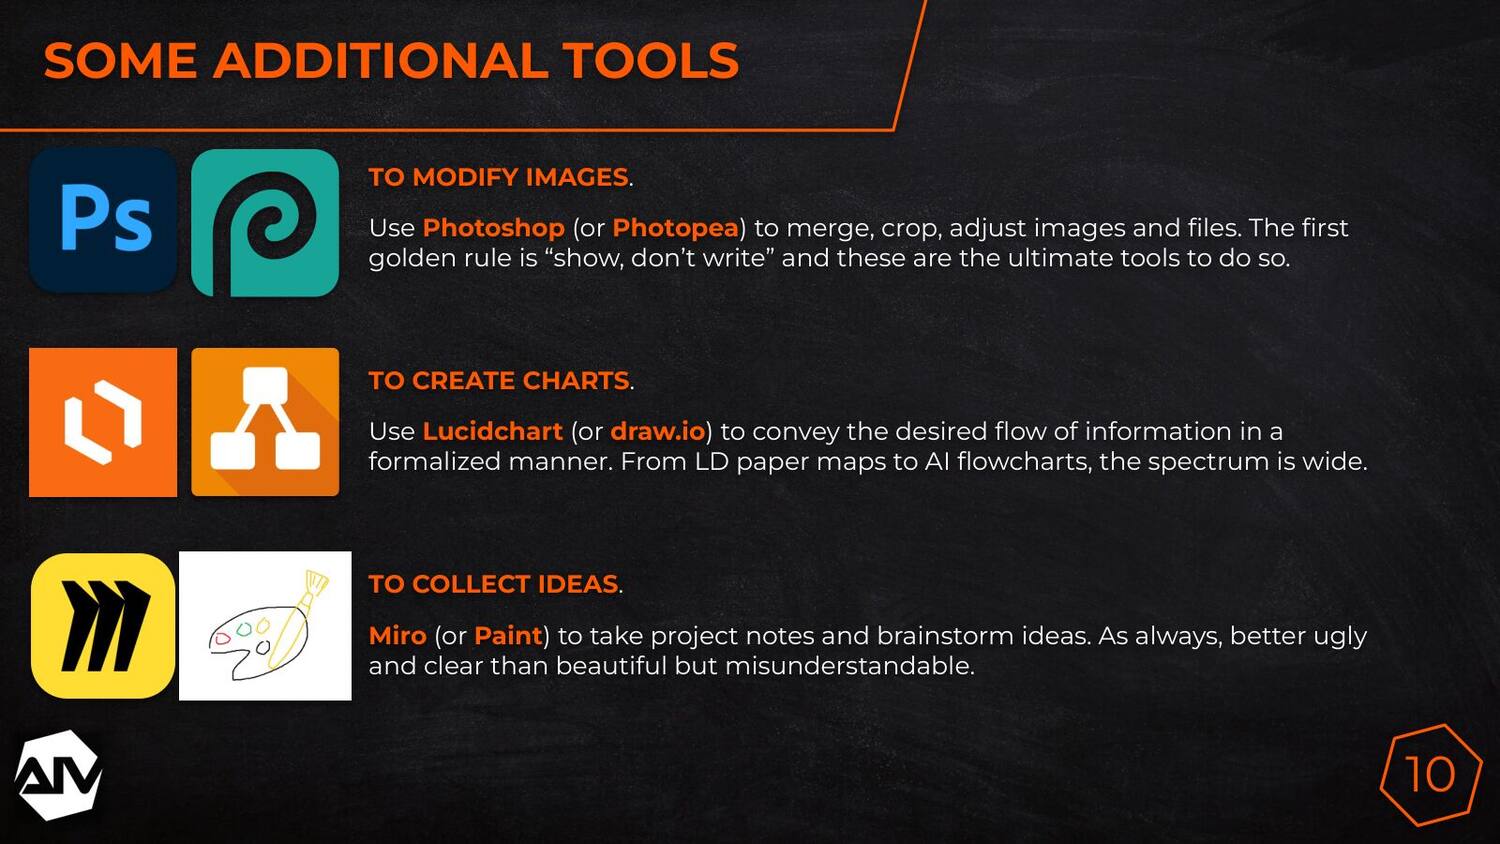 SOME ADDITIONAL TOOLS
Ps
TO MODIFY IMAGES.
Use Photoshop (or Photopea) to merge, crop, adjust images and files. The first
golden rule is “show, don’t write” and these are the ultimate tools to do so.
TO CREATE CHARTS.
Use Lucidchart (or draw.io) to convey the desired flow of information in a
formalized manner. From LD paper maps to AI flowcharts, the spectrum is wide.
TO COLLECT IDEAS.
Miro (or Paint) to take project notes and brainstorm ideas. As always, better ugly
and clear than beautiful but misunderstandable.
AIV
10